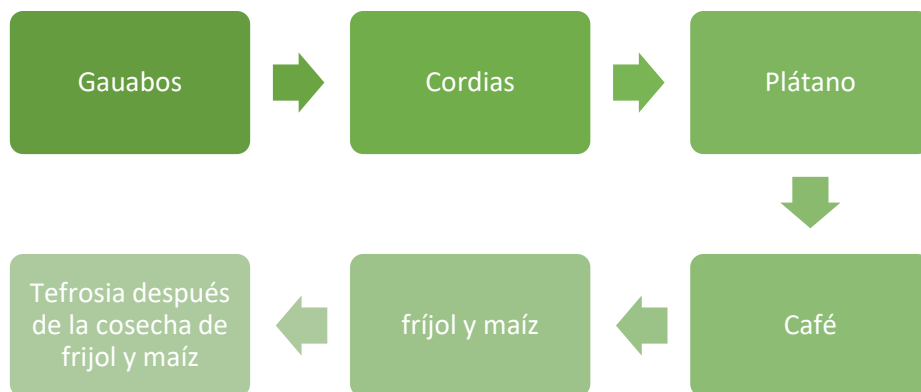 Gauabos
Cordias
Plátano
Café
fríjol y maíz
Tefrosia después
de la cosecha de
frijol y maíz